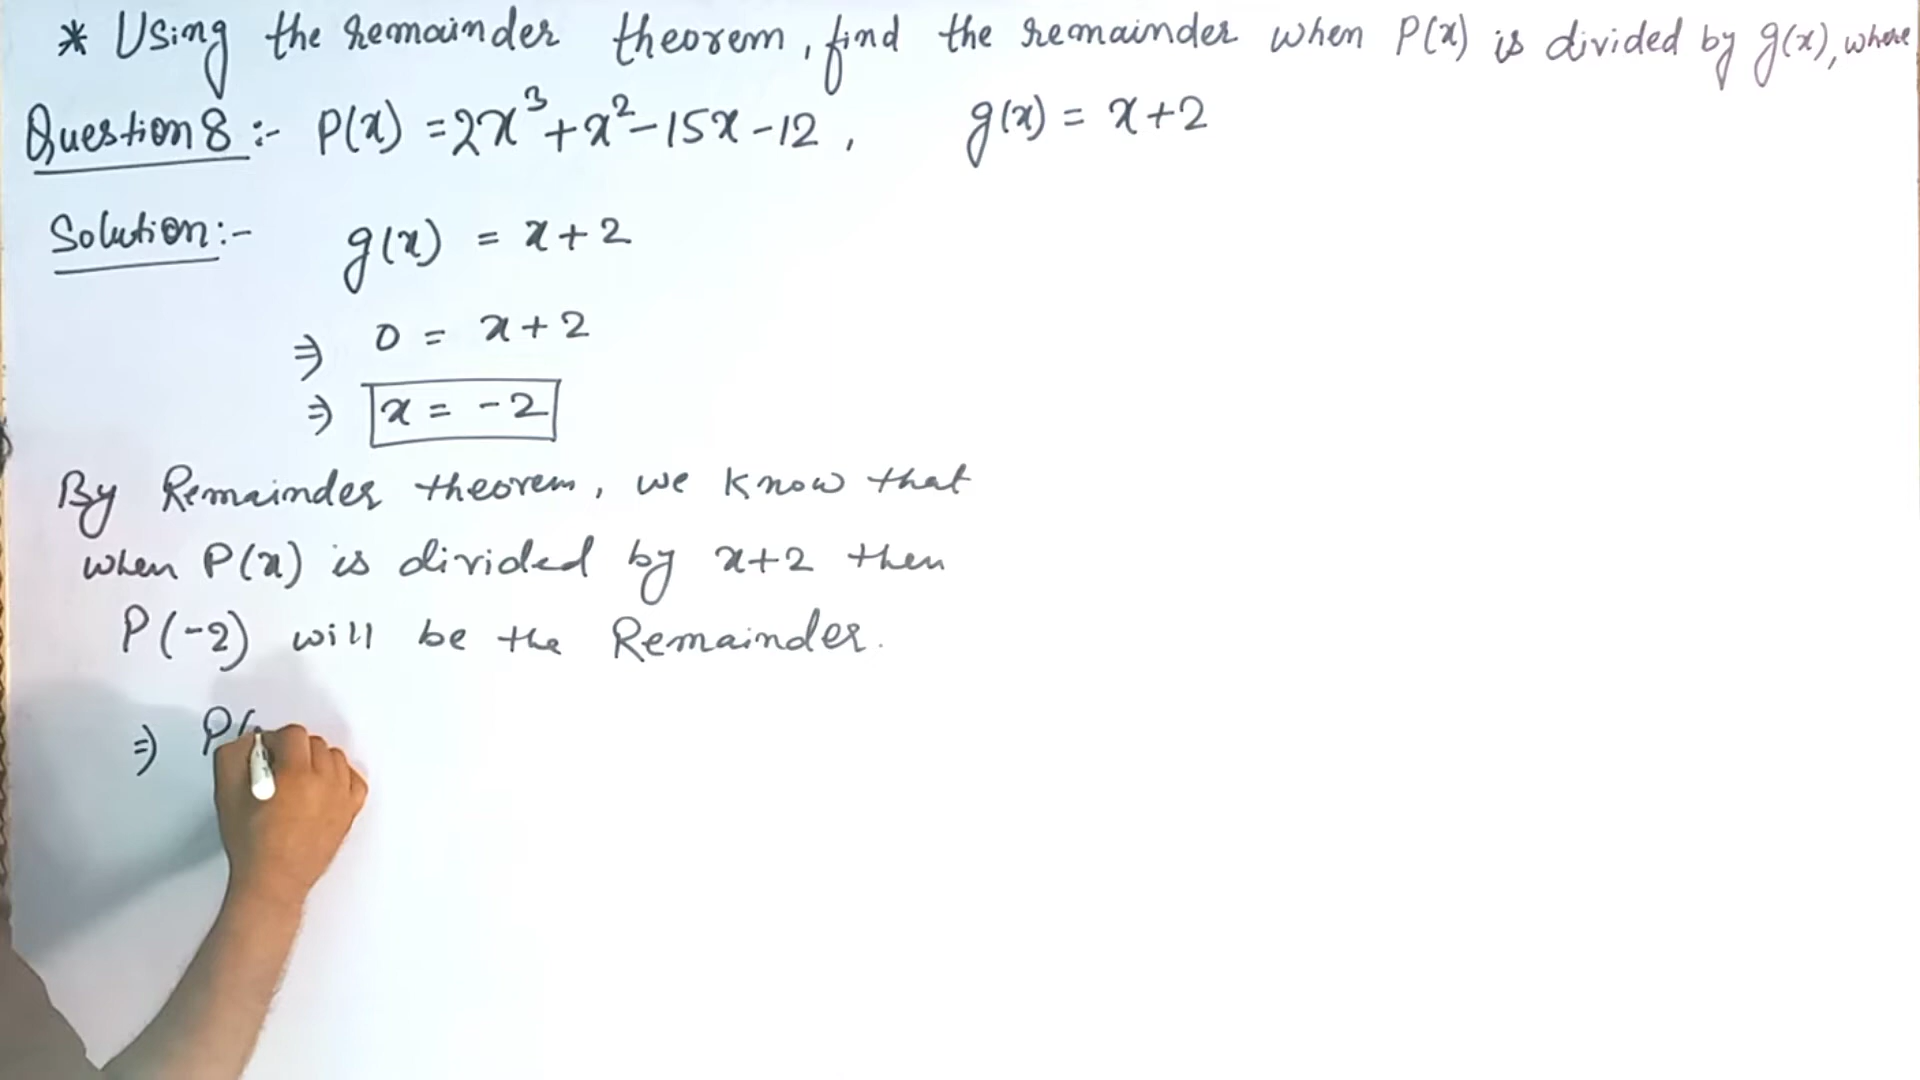 * Using the remainder theorem, find the remainder when P(x) is divided by g(x), where
Question 8 :- P(x) = 2x³ + x² - 15x - 12, g(x) = x + 2
Solution :- g(x) = x + 2
⇒ 0 = x + 2
⇒ x = -2
By Remainder theorem, we know that
when P(x) is divided by x+2 then
P(-2) will be the Remainder.
⇒ P(